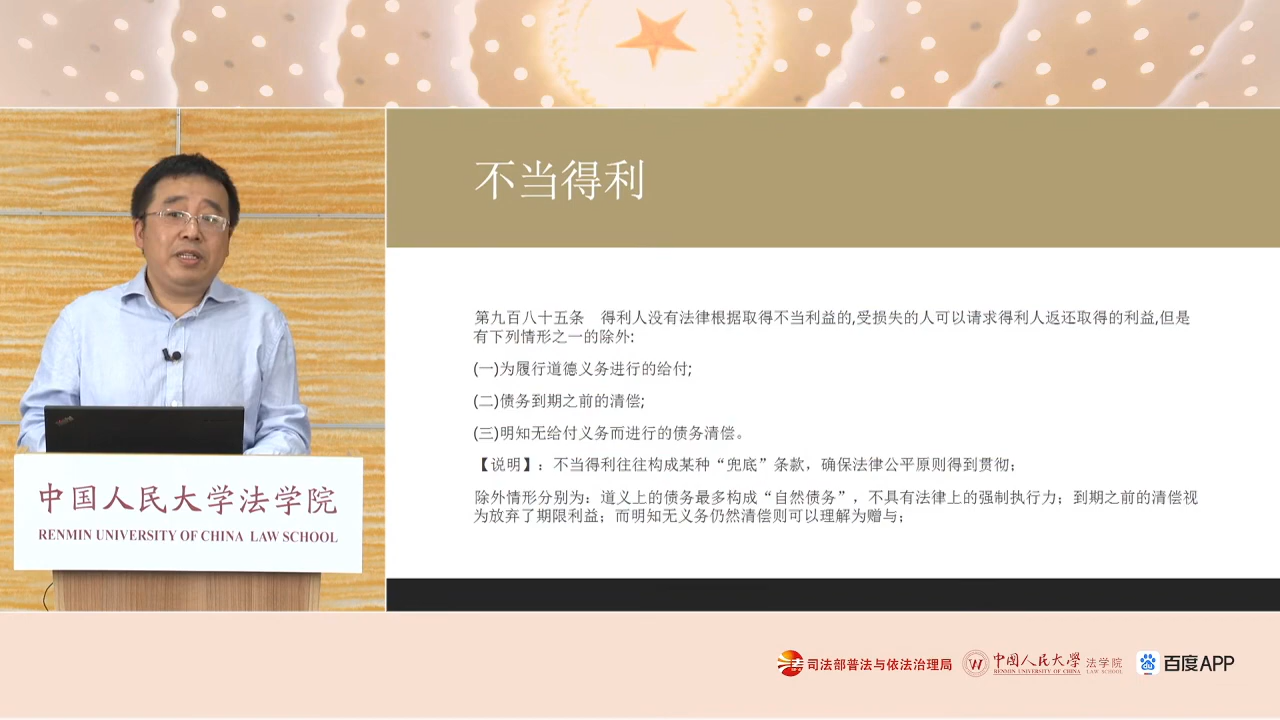 不当得利
第九百八十五条 得利人没有法律根据取得不当利益的,受损失的人可以请求得利人返还取得的利益,但是
有下列情形之一的除外:
(一)为履行道德义务进行的给付;
(二)债务到期之前的清偿;
(三)明知无给付义务而进行的债务清偿。
【说明】：不当得利往往构成某种“兜底”条款，确保法律公平原则得到贯彻；
除外情形分别为：道义上的债务最多构成“自然债务”，不具有法律上的强制执行力；到期之前的清偿视
为放弃了期限利益；而明知无义务仍然清偿则可以理解为赠与；
ThinkPad
中国人民大学法学院
RENMIN UNIVERSITY OF CHINA LAW SCHOOL
司法部普法与依法治理局
中國人民大學 法学院
RENMIN UNIVERSITY OF CHINA LAW SCHOOL
百度APP